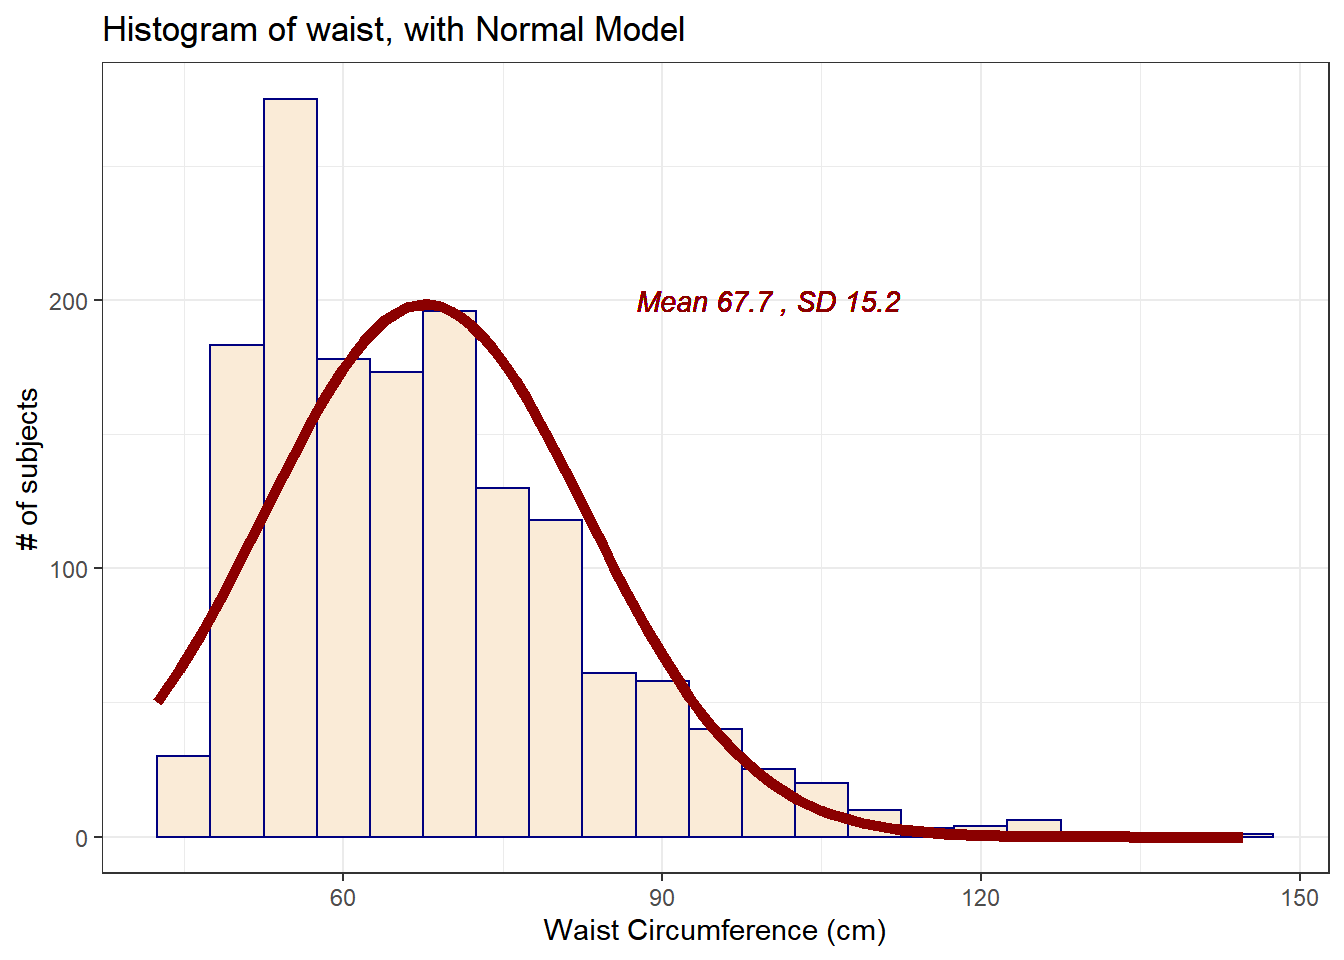 Histogram of waist, with Normal Model
# of subjects
200
100
0
Mean 67.7 , SD 15.2
60
90
120
150
Waist Circumference (cm)